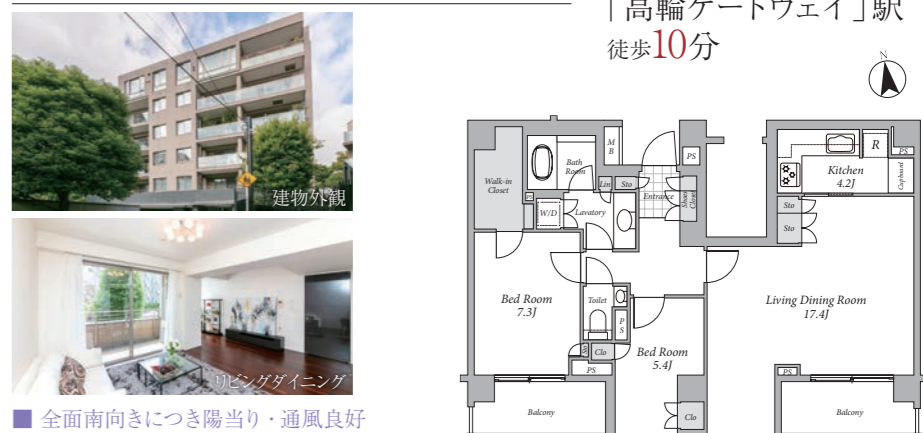 「高輪ゲートウェイ」駅
徒歩10分
N
建物外観
リビングダイニング
■ 全面南向きにつき陽当り・通風良好
Walk-in
Closet
Bath
Room
M
B
Lin
Sto
Entrance
PS
Shoes
Closet
PS
W/D
Lavatory
Kitchen
4.2J
R
PS
Cupboard
Sto
Sto
Bed Room
7.3J
Toilet
P
S
Sto
Clo
PS
Bed Room
5.4J
Clo
Living Dining Room
17.4J
PS
Balcony
Balcony